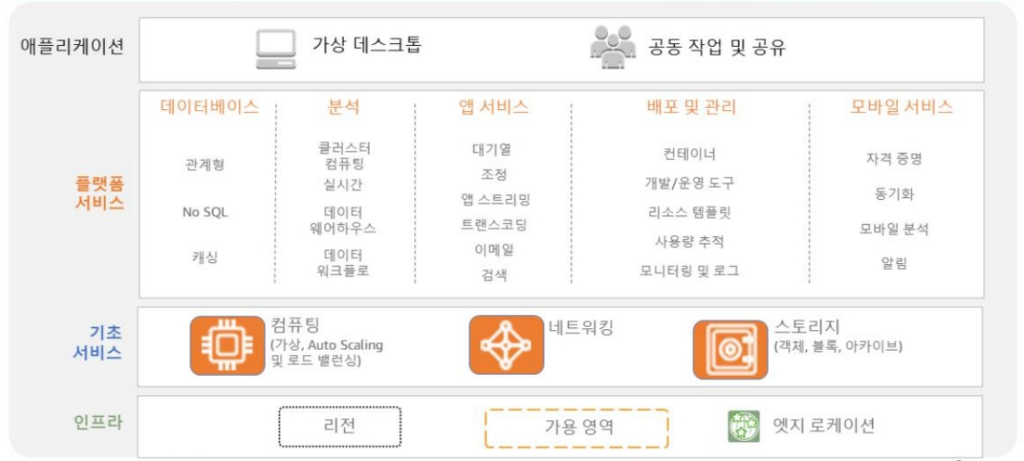 애플리케이션
가상 데스크톱
공동 작업 및 공유
플랫폼
서비스
데이터베이스
관계형
No SQL
캐싱
분석
클러스터
컴퓨팅
실시간
데이터
웨어하우스
데이터
워크플로
앱 서비스
대기열
조정
앱 스트리밍
트랜스코딩
이메일
검색
배포 및 관리
컨테이너
개발/운영 도구
리소스 템플릿
사용량 추적
모니터링 및 로그
모바일 서비스
자격 증명
동기화
모바일 분석
알림
기초
서비스
컴퓨팅
(가상, Auto Scaling
및 로드 밸런싱)
네트워킹
스토리지
(객체, 블록, 아카이브)
인프라
리전
가용 영역
엣지 로케이션